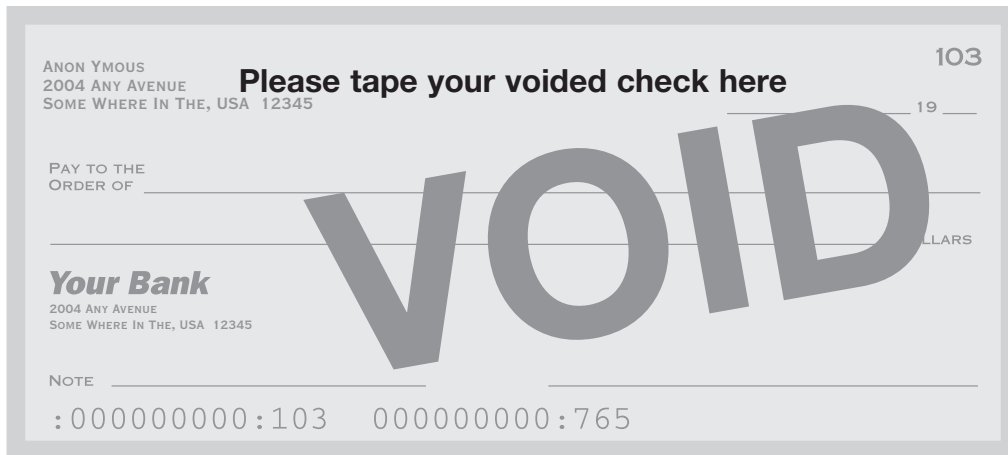 103
ANON YMOUS
2004 ANY AVENUE
SOME WHERE IN THE, USA 12345
Please tape your voided check here
19
PAY TO THE
ORDER OF
LLARS
VOID
Your Bank
2004 ANY AVENUE
SOME WHERE IN THE, USA 12345
NOTE
:000000000:103 000000000:765